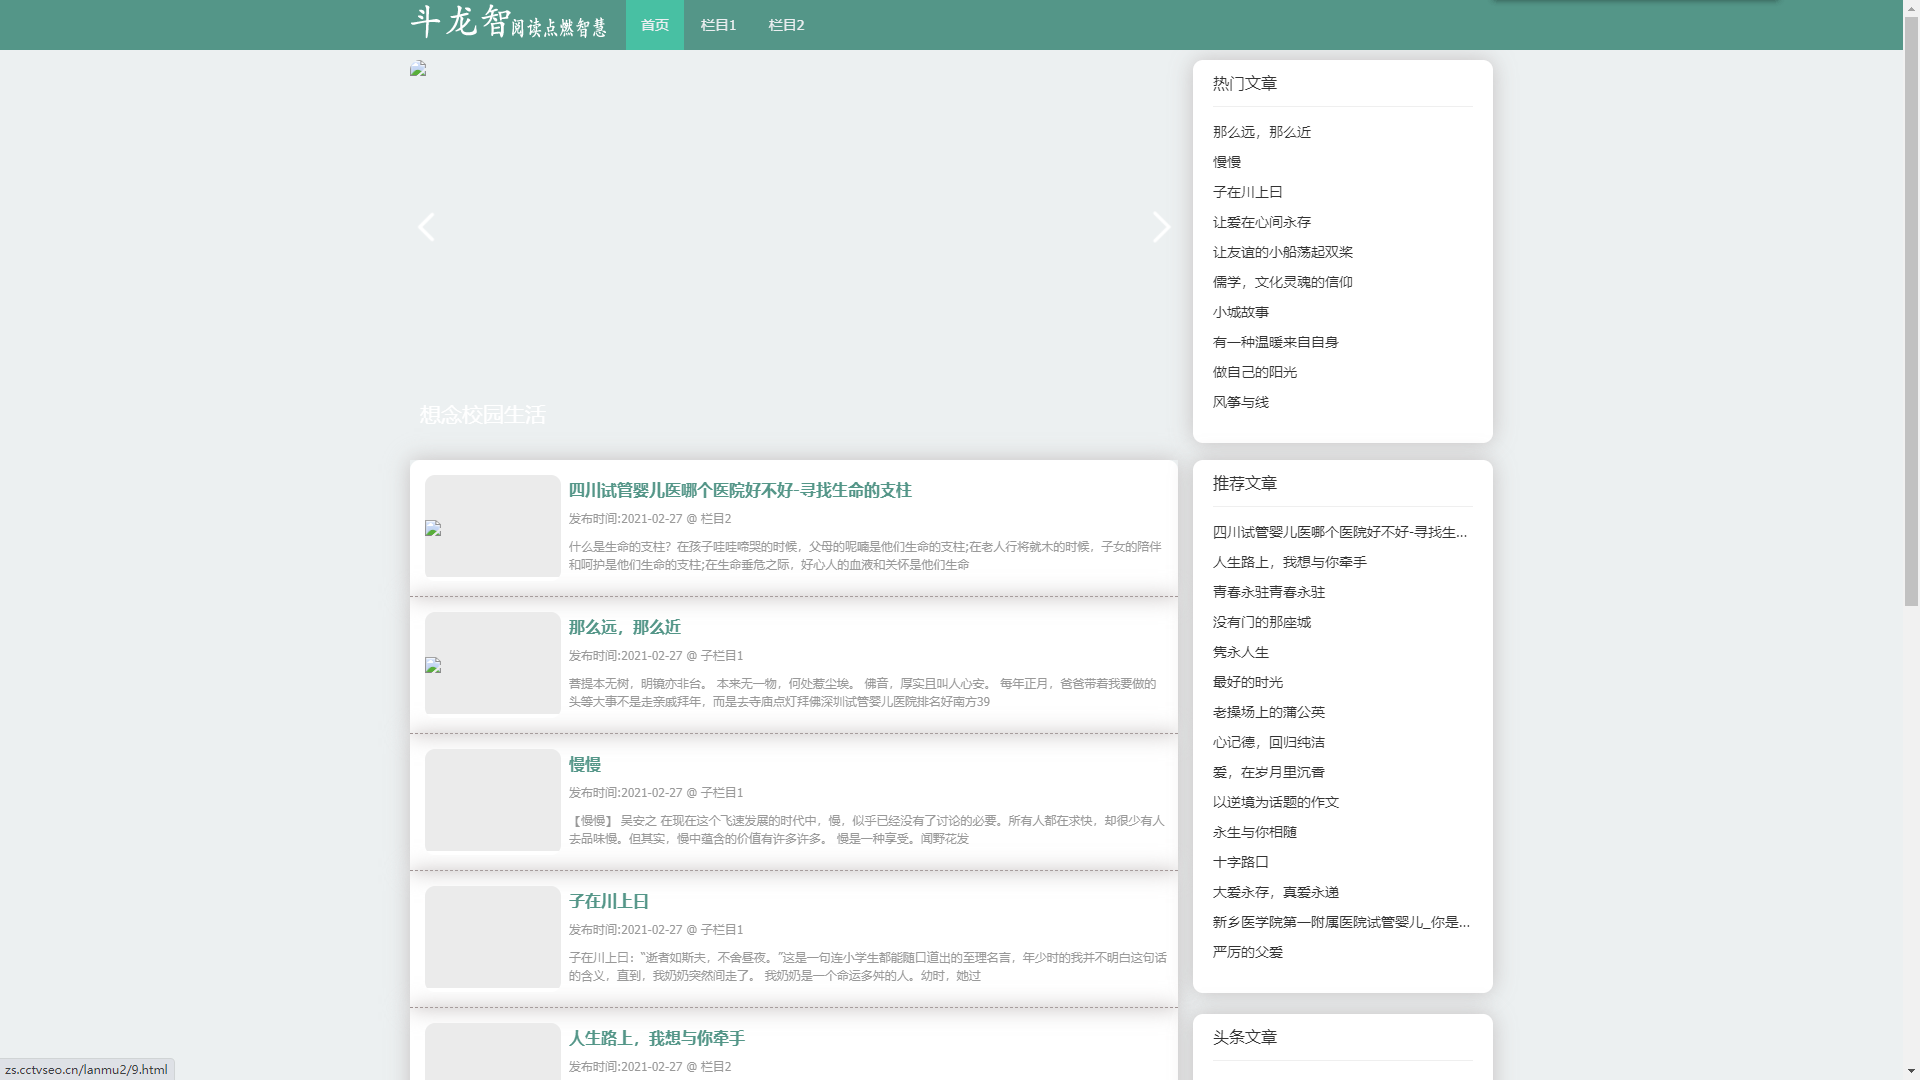 斗龙智阅读点燃智慧
首页 栏目1 栏目2
想念校园生活
四川试管婴儿医哪个医院好不好-寻找生命的支柱
发布时间:2021-02-27 @ 栏目2
什么是生命的支柱？在孩子哇哇啼哭的时候，父母的呢喃是他们生命的支柱;在老人行将就木的时候，子女的陪伴
和呵护是他们生命的支柱;在生命垂危之际，好心人的血液和关怀是他们生命
那么远，那么近
发布时间:2021-02-27 @ 子栏目1
菩提本无树，明镜亦非台。 本来无一物，何处惹尘埃。 佛音，厚实且叫人心安。 每年正月，爸爸带着我要做的
头等大事不是走亲戚拜年，而是去寺庙点灯拜佛深圳试管婴儿医院排名好南方39
慢慢
发布时间:2021-02-27 @ 子栏目1
【慢慢】 吴安之 在现在这个飞速发展的时代中，慢，似乎已经没有了讨论的必要。所有人都在求快，却很少有人
去品味慢。但其实，慢中蕴含的价值有许多许多。 慢是一种享受。闻野花发
子在川上曰
发布时间:2021-02-27 @ 子栏目1
子在川上曰：“逝者如斯夫，不舍昼夜。”这是一句连小学生都能随口道出的至理名言，年少时的我并不明白这句话
的含义，直到，我奶奶突然间走了。 我奶奶是一个命运多舛的人。幼时，她过
人生路上，我想与你牵手
发布时间:2021-02-27 @ 栏目2
热门文章
那么远，那么近
慢慢
子在川上曰
让爱在心间永存
让友谊的小船荡起双桨
儒学，文化灵魂的信仰
小城故事
有一种温暖来自自身
做自己的阳光
风筝与线
推荐文章
四川试管婴儿医哪个医院好不好-寻找生...
人生路上，我想与你牵手
青春永驻青春永驻
没有门的那座城
隽永人生
最好的时光
老操场上的蒲公英
心记德，回归纯洁
爱，在岁月里沉香
以逆境为话题的作文
永生与你相随
十字路口
大爱永存，真爱永递
新乡医学院第一附属医院试管婴儿_你是...
严厉的父爱
头条文章
zs.cctvseo.cn/lanmu2/9.html